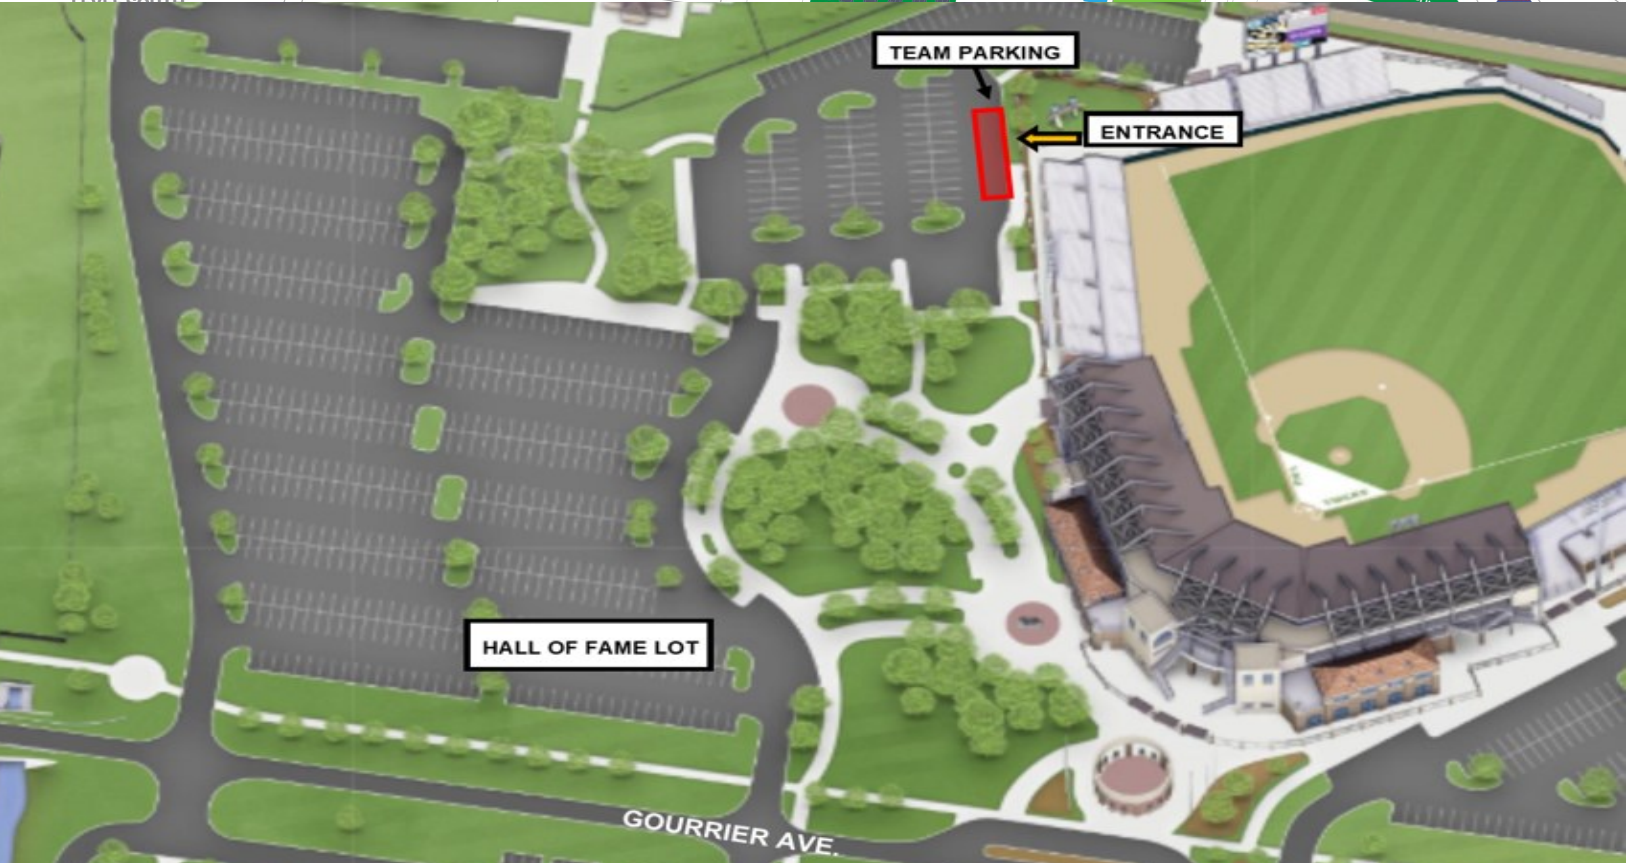 TEAM PARKING
ENTRANCE
HALL OF FAME LOT
GOURRIER AVE.